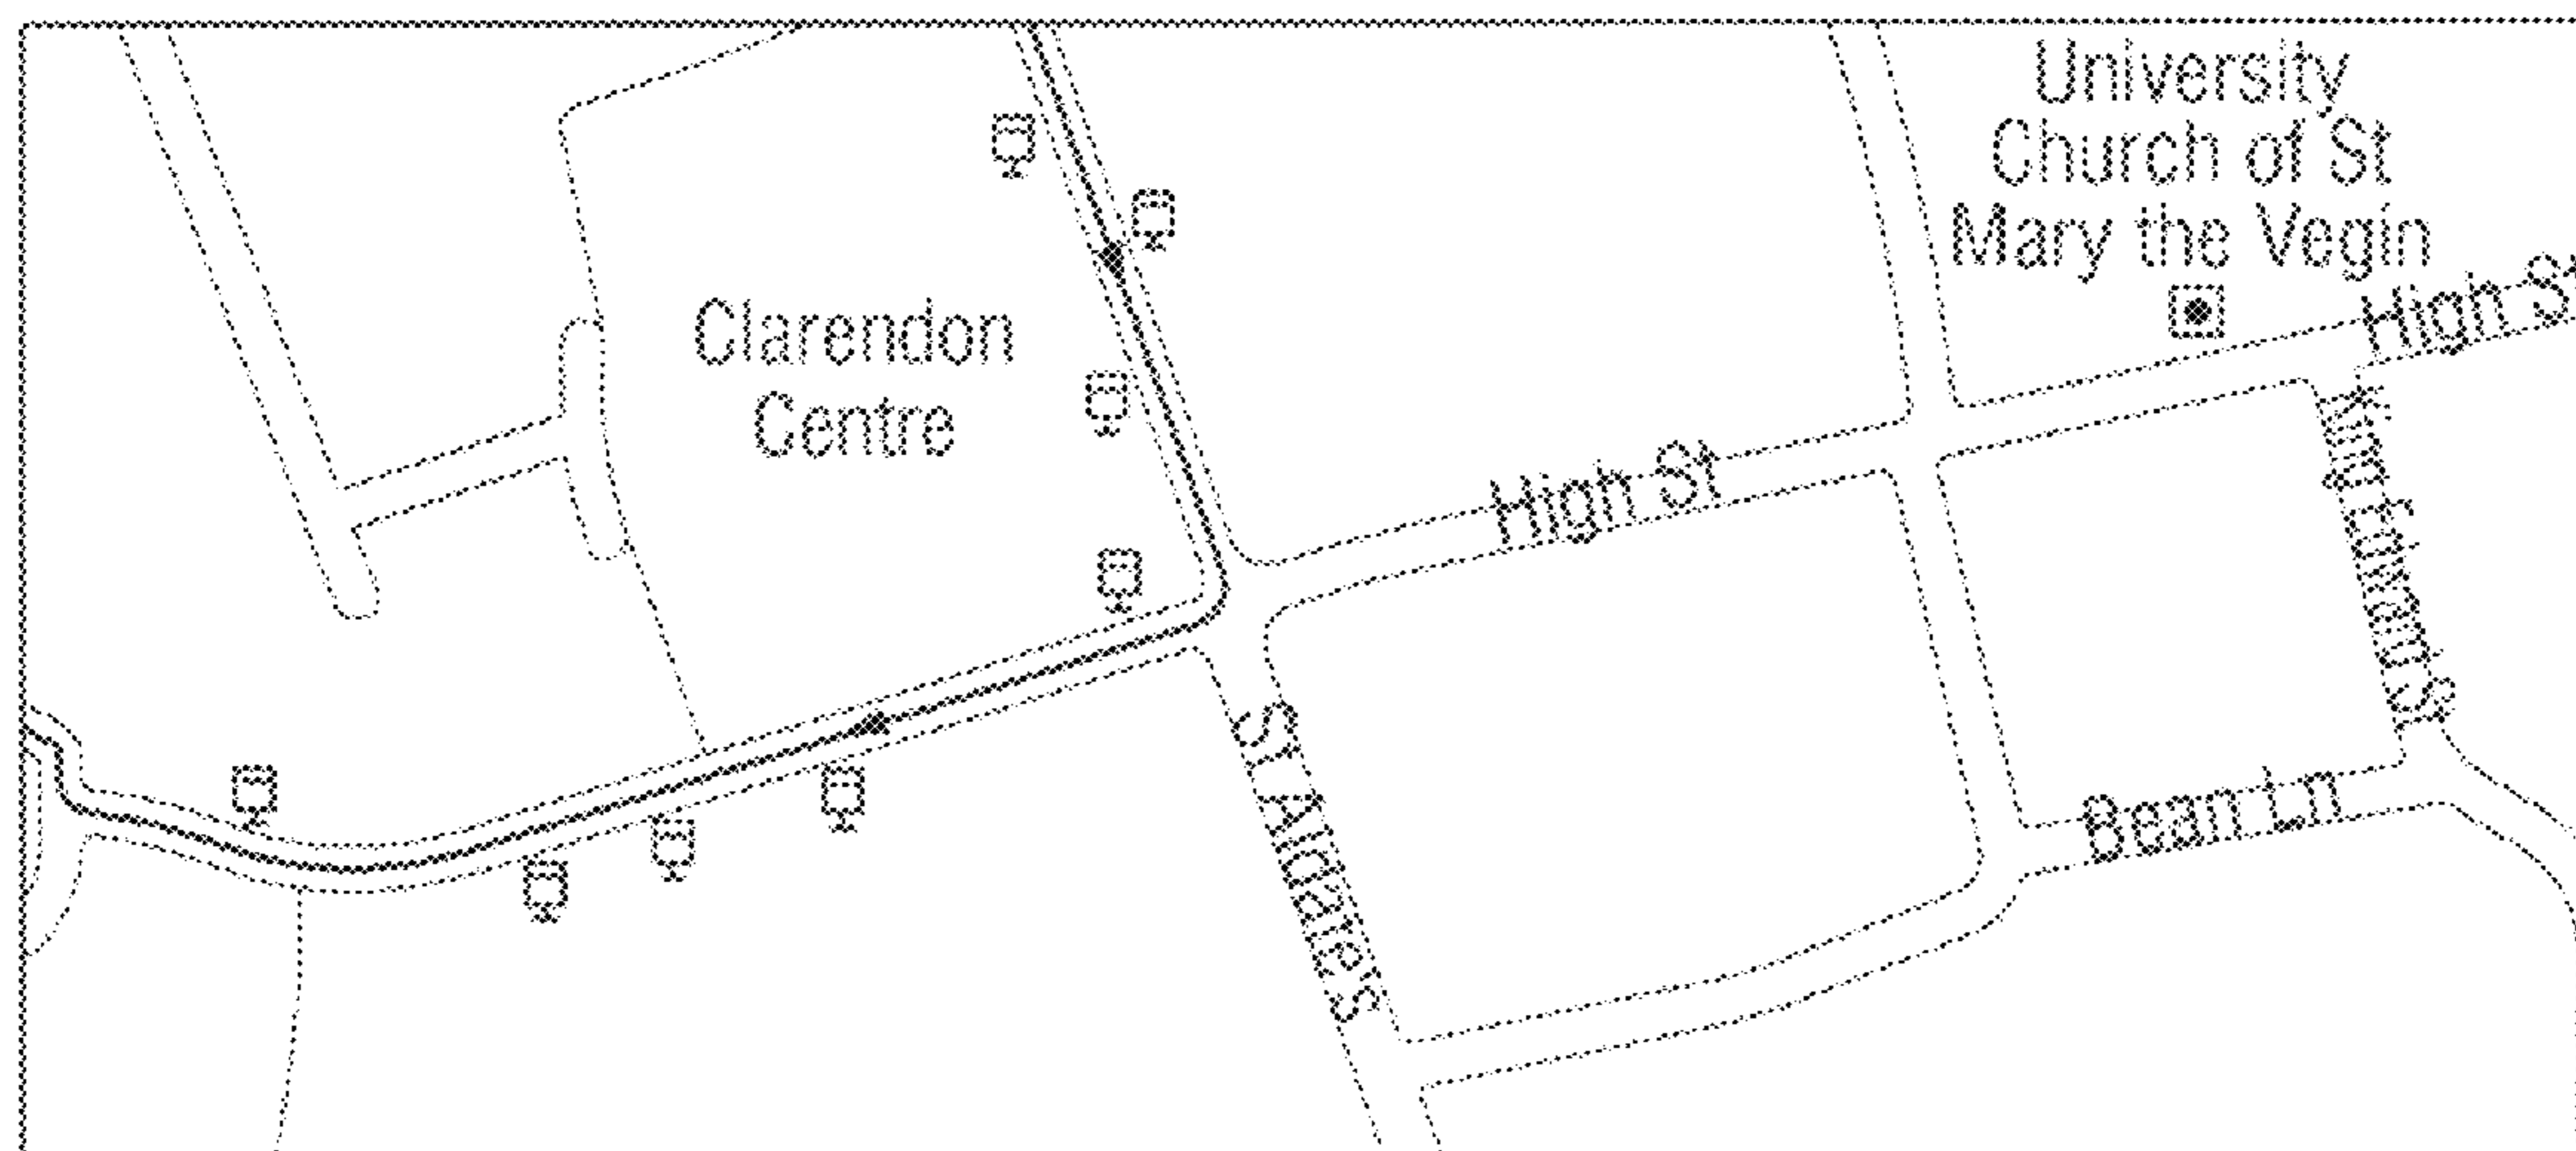 University
Church of St
Mary the Vegin
High St
Clarendon
Centre
High St
King Edward St
ST Aldares
Bean Ln